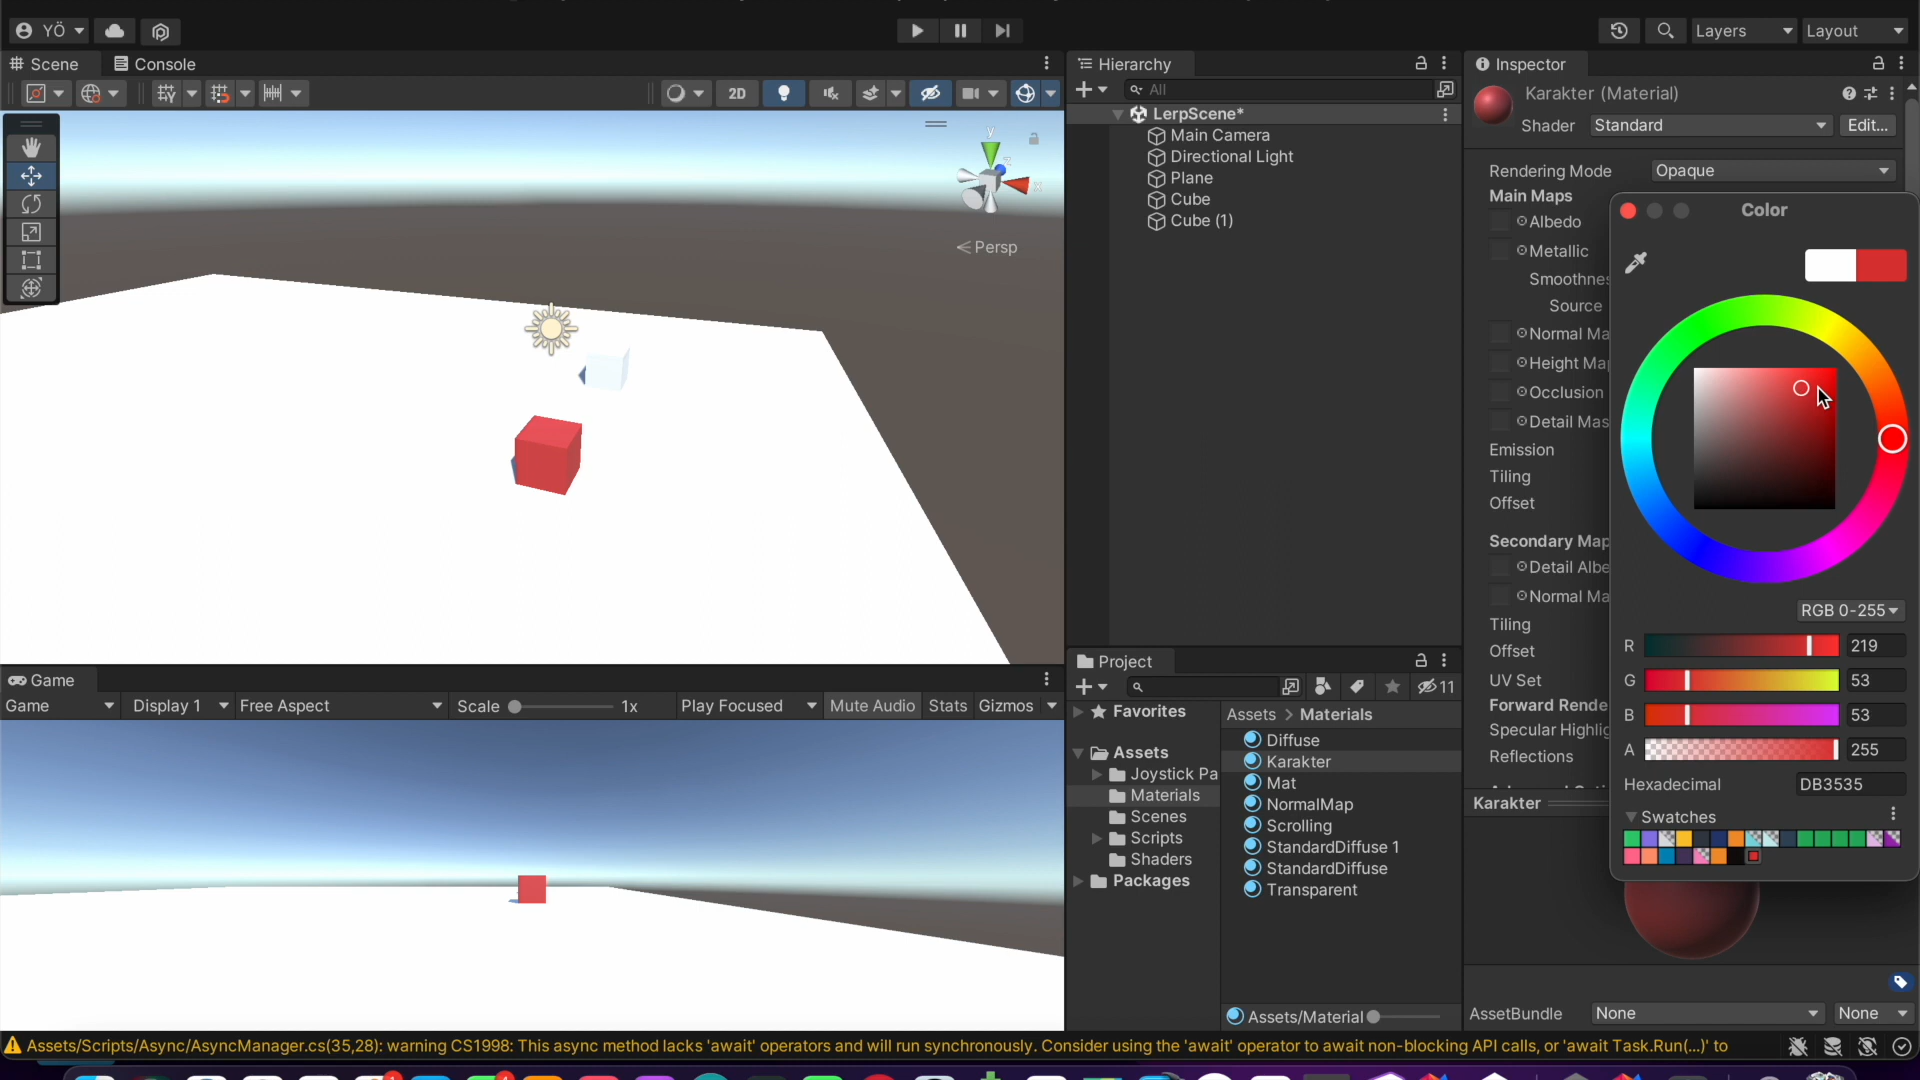 YÖ
Layers
Layout
Scene
Console
2D
y
z
x
Persp
Hierarchy
All
LerpScene*
Main Camera
Directional Light
Plane
Cube
Cube (1)
Inspector
Karakter (Material)
Shader
Standard
Edit...
Rendering Mode
Opaque
Main Maps
Albedo
Metallic
Smoothnes
Source
Normal Ma
Height Map
Occlusion
Detail Mas
Emission
Tiling
Offset
Secondary Map
Detail Albe
Normal Ma
Tiling
Offset
UV Set
Forward Rende
Specular Highlig
Reflections
Karakter
Color
RGB 0-255
R 219
G 53
B 53
A 255
Hexadecimal DB3535
Swatches
AssetBundle None None
Game
Game Display 1 Free Aspect Scale 1x Play Focused Mute Audio Stats Gizmos
Project
11
Favorites
Assets
Joystick Pa
Materials
Scenes
Scripts
Shaders
Packages
Assets > Materials
Diffuse
Karakter
Mat
NormalMap
Scrolling
StandardDiffuse 1
StandardDiffuse
Transparent
Assets/Material
Assets/Scripts/Async/AsyncManager.cs(35,28): warning CS1998: This async method lacks 'await' operators and will run synchronously. Consider using the 'await' operator to await non-blocking API calls, or 'await Task.Run(...)' to